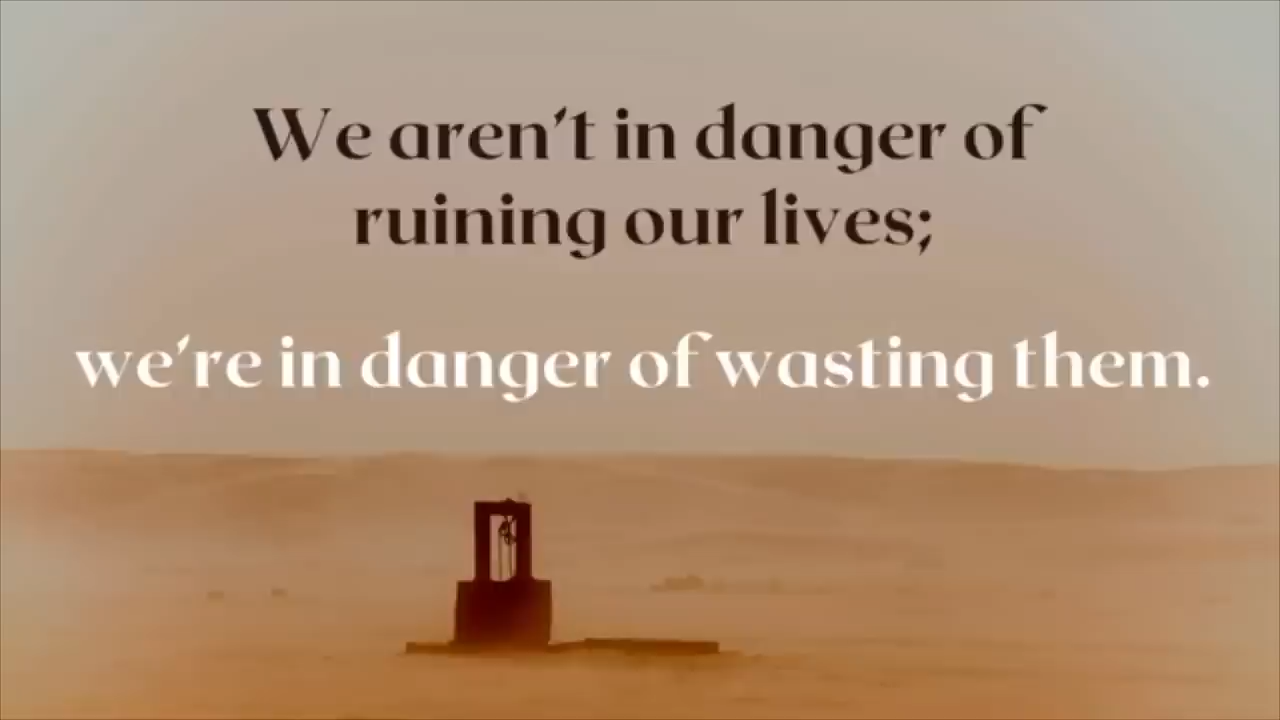 We aren't in danger of
ruining our lives;
we're in danger of wasting them.